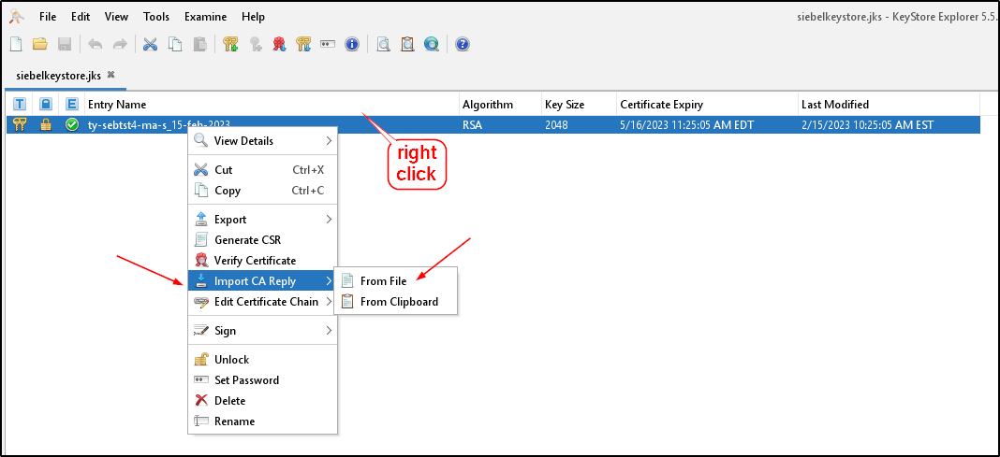 File Edit View Tools Examine Help
siebelkeystore.jks - KeyStore Explorer 5.5.
siebelkeystore.jks
T E Entry Name Algorithm Key Size Certificate Expiry Last Modified
ty-sebtst4-ma-s_15-feb-2023 RSA 2048 5/16/2023 11:25:05 AM EDT 2/15/2023 10:25:05 AM EST
right
click
View Details
Cut Ctrl+X
Copy Ctrl+C
Export
Generate CSR
Verify Certificate
Import CA Reply
From File
Edit Certificate Chain
From Clipboard
Sign
Unlock
Set Password
Delete
Rename